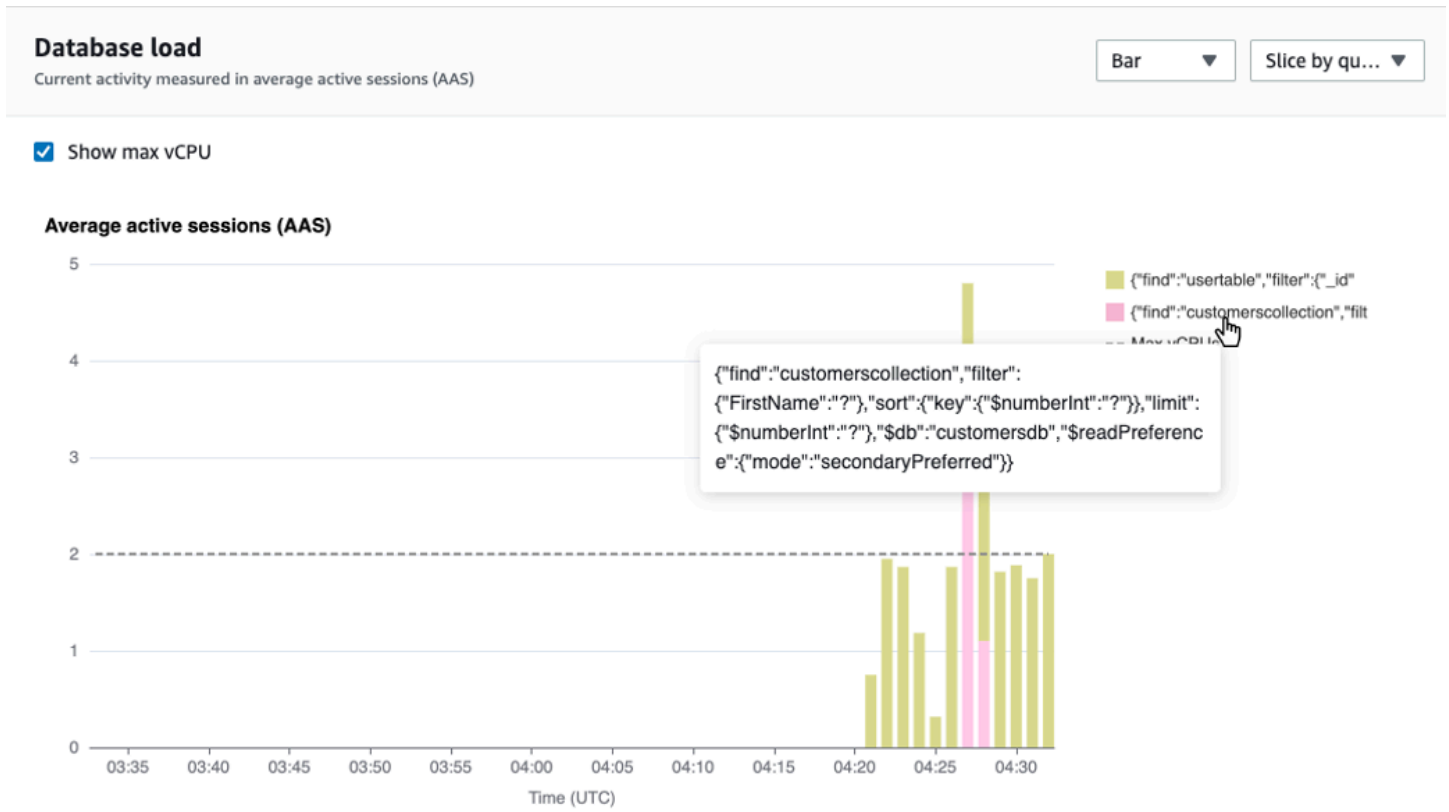 Database load
Current activity measured in average active sessions (AAS)
Bar
Slice by qu...
Show max vCPU
Average active sessions (AAS)
5
{"find":"usertable","filter":{"_id"
{"find":"customerscollection","filt
Max vCPUs
4
{"find":"customerscollection","filter":
{"FirstName":"?"},"sort":{"key":{"$numberInt":"?"}},"limit":
{"$numberInt":"?"},"$db":"customersdb","$readPreferenc
e":{"mode":"secondaryPreferred"}}
3
2
1
0
03:35 03:40 03:45 03:50 03:55 04:00 04:05 04:10 04:15 04:20 04:25 04:30
Time (UTC)